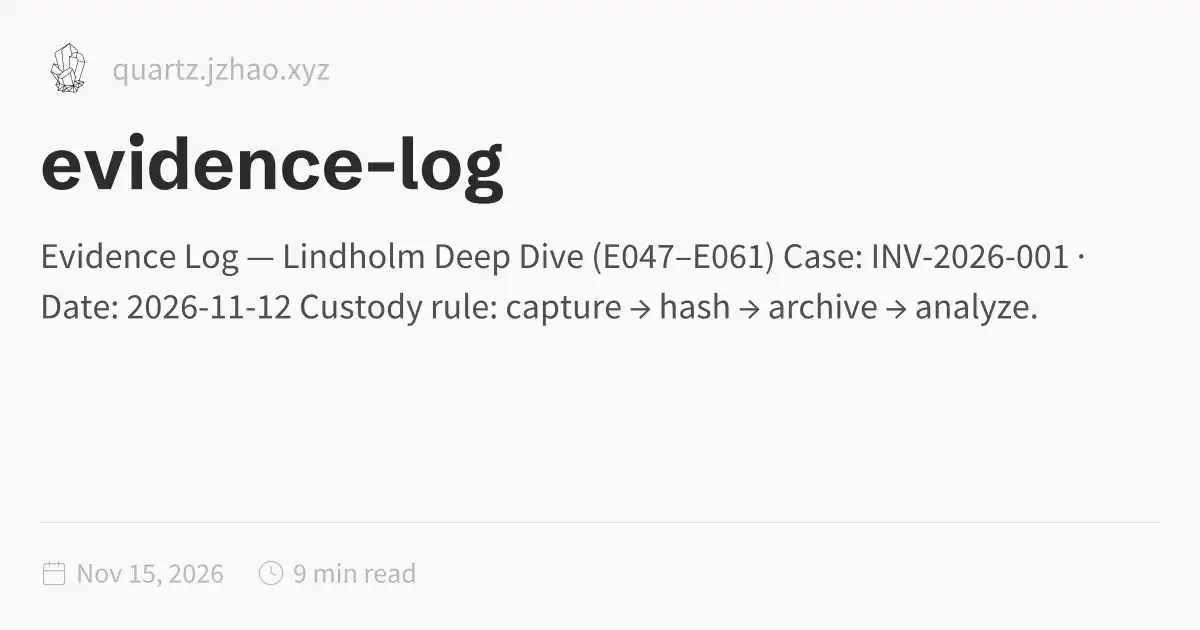 quartz.jzhao.xyz
evidence-log
Evidence Log — Lindholm Deep Dive (E047–E061) Case: INV-2026-001 ·
Date: 2026-11-12 Custody rule: capture → hash → archive → analyze.
Nov 15, 2026 9 min read